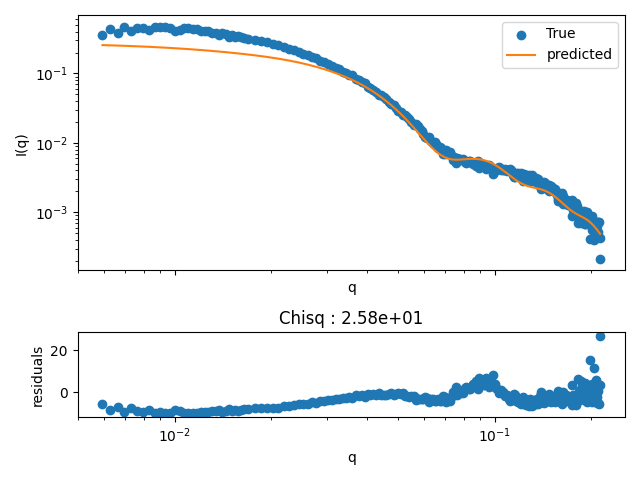 True
predicted
10⁻¹
10⁻²
10⁻³
I(q)
q
Chisq : 2.58e+01
20
0
residuals
10⁻²
10⁻¹
q